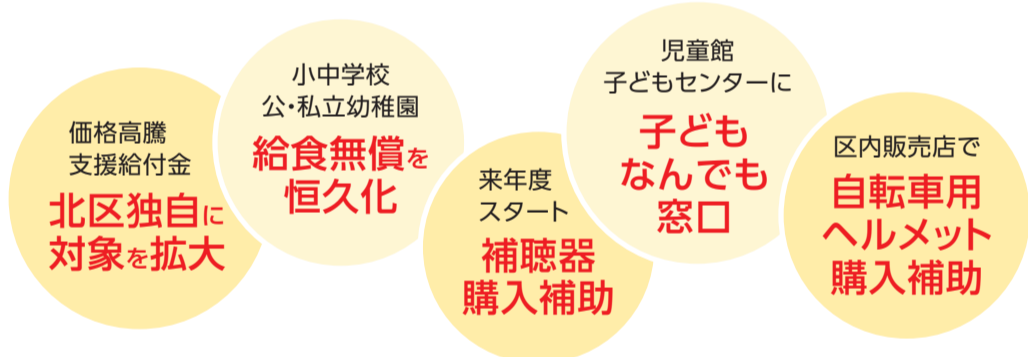 価格高騰
支援給付金
北区独自に
対象を拡大
小中学校
公・私立幼稚園
給食無償を
恒久化
来年度
スタート
補聴器
購入補助
児童館
子どもセンターに
子ども
なんでも
窓口
区内販売店で
自転車用
ヘルメット
購入補助